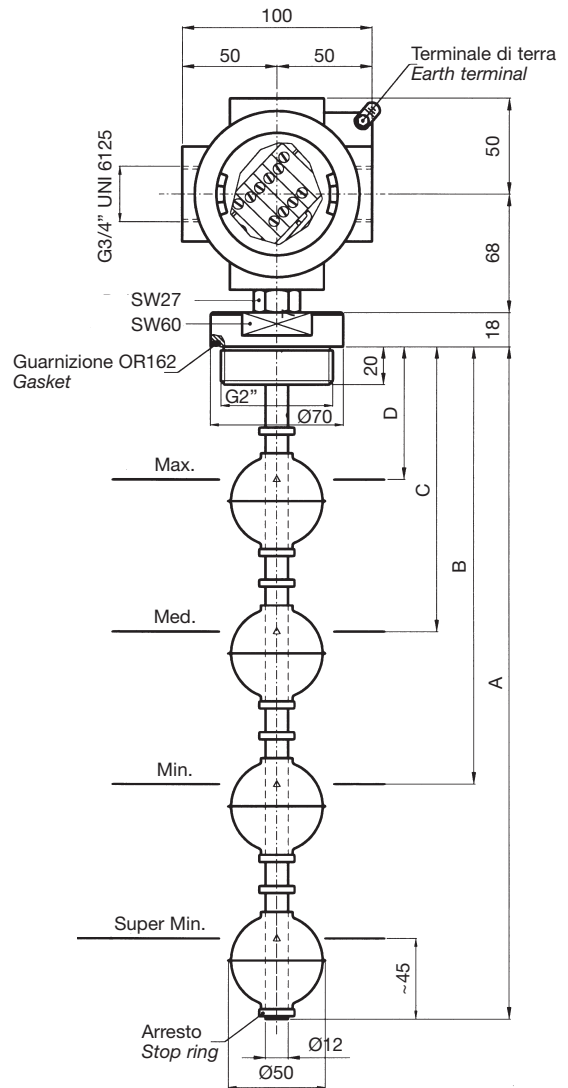 100
50 50
Terminale di terra
Earth terminal
50
G3/4” UNI 6125
68
SW27
SW60
18
Guarnizione OR162
Gasket
20
G2”
Ø70
D
Max.
C
B
Med.
A
Min.
Super Min.
~45
Arresto
Stop ring
Ø12
Ø50